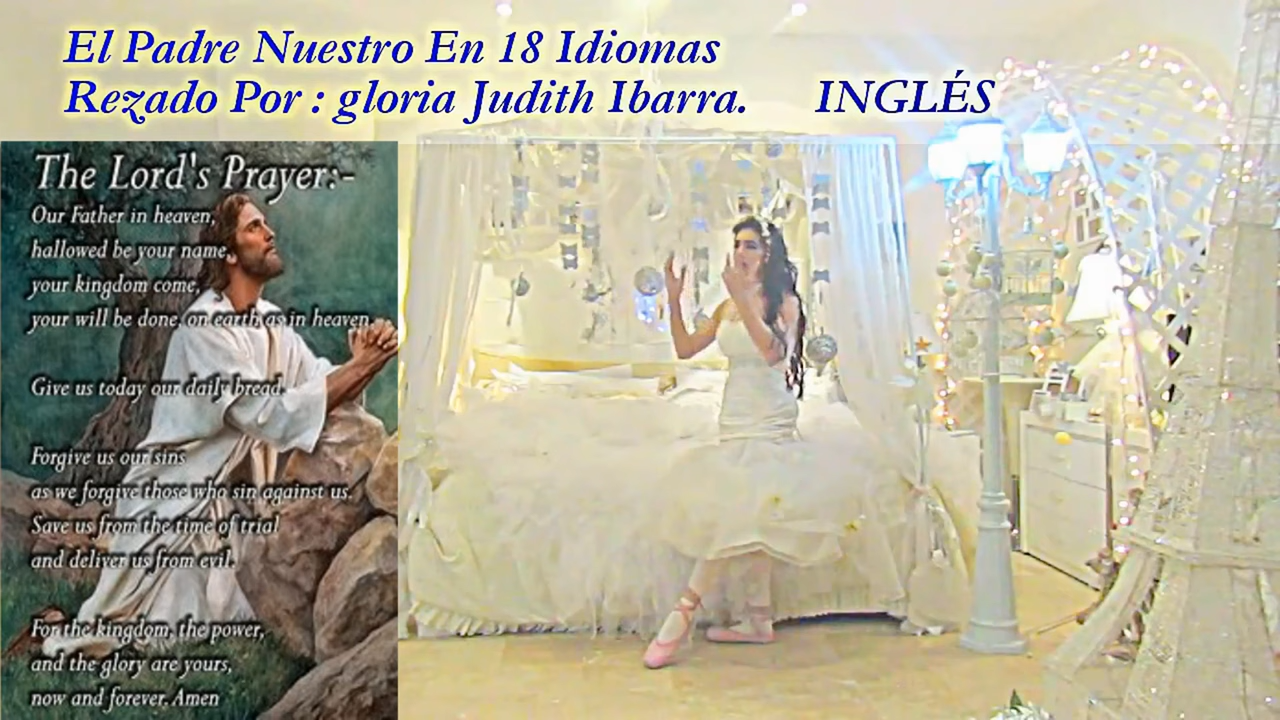 El Padre Nuestro En 18 Idiomas
Rezado Por : gloria Judith Ibarra. INGLÉS
The Lord's Prayer:-
Our Father in heaven,
hallowed be your name,
your kingdom come,
your will be done, on earth as in heaven.
Give us today our daily bread.
Forgive us our sins
as we forgive those who sin against us.
Save us from the time of trial
and deliver us from evil.
For the kingdom, the power,
and the glory are yours,
now and forever. Amen